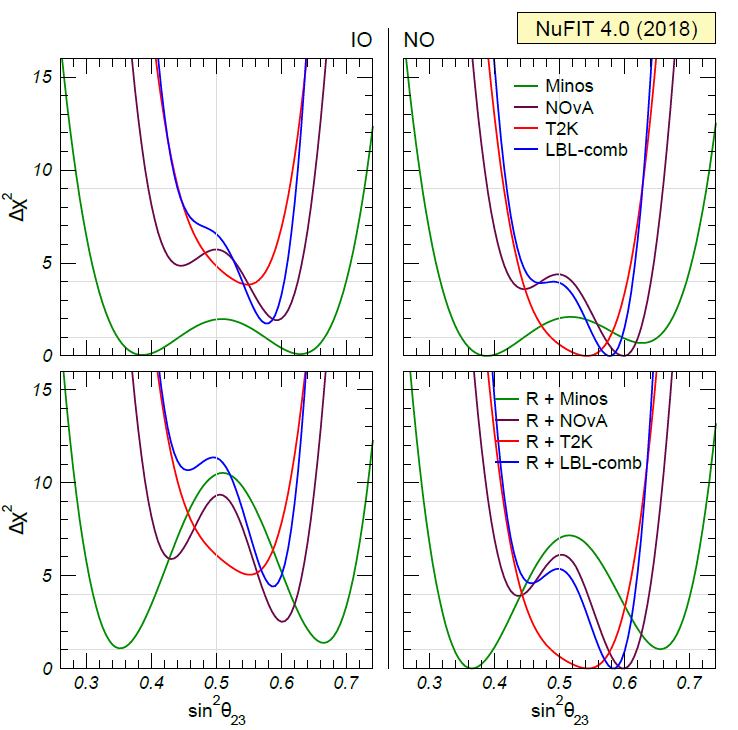 NuFIT 4.0 (2018)
IO NO
15
10
5
0
Δχ²
Minos
NOvA
T2K
LBL-comb
15
10
5
0
Δχ²
R + Minos
R + NOvA
R + T2K
R + LBL-comb
0.3 0.4 0.5 0.6 0.7
0.3 0.4 0.5 0.6 0.7
sin²θ₂₃
sin²θ₂₃